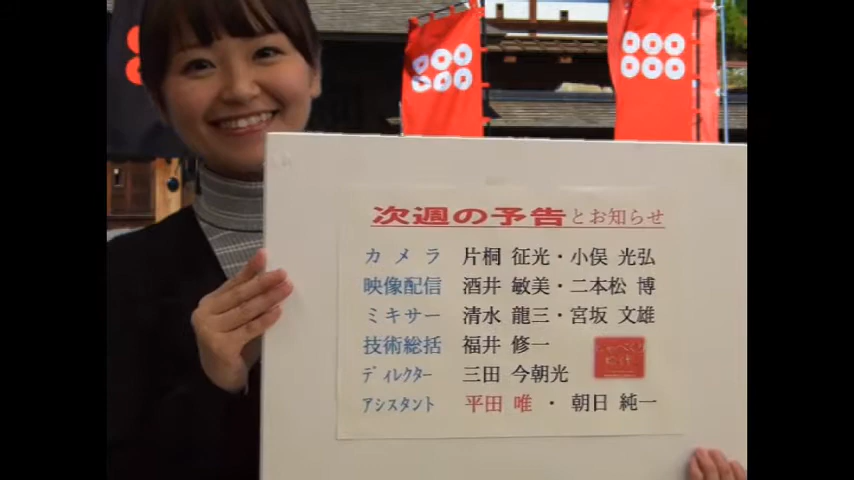 次週の予告とお知らせ
カメラ 片桐 征光・小俣 光弘
映像配信 酒井 敏美・二本松 博
ミキサー 清水 龍三・宮坂 文雄
技術総括 福井 修一
ディレクター 三田 今朝光
アシスタント 平田 唯・朝日 純一